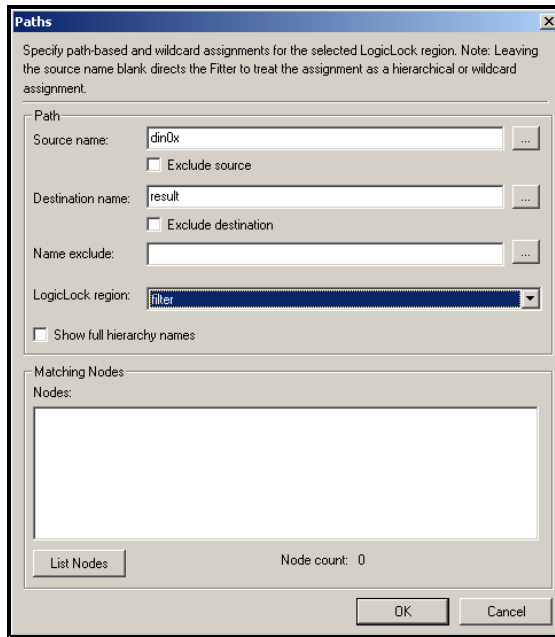 Paths
Specify path-based and wildcard assignments for the selected LogicLock region. Note: Leaving
the source name blank directs the Fitter to treat the assignment as a hierarchical or wildcard
assignment.
Path
Source name: din0x ...
Exclude source
Destination name: result ...
Exclude destination
Name exclude: ...
LogicLock region: filter
Show full hierarchy names
Matching Nodes
Nodes:
List Nodes Node count: 0
OK Cancel